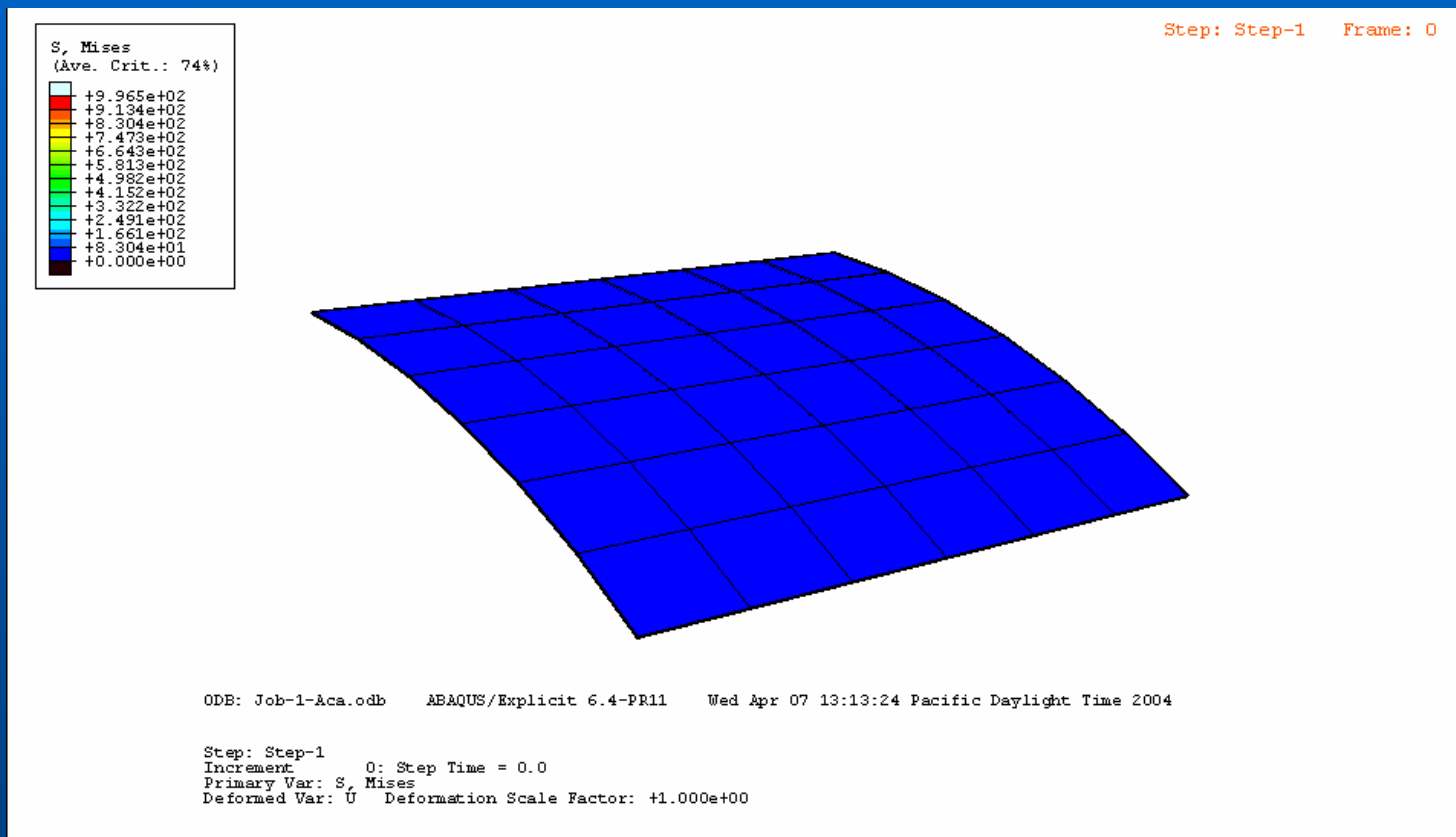 Step: Step-1 Frame: 0
S, Mises
(Ave. Crit.: 74%)
+9.965e+02
+9.134e+02
+8.304e+02
+7.473e+02
+6.643e+02
+5.813e+02
+4.982e+02
+4.152e+02
+3.322e+02
+2.491e+02
+1.661e+02
+8.304e+01
+0.000e+00
ODB: Job-1-Aca.odb ABAQUS/Explicit 6.4-PR11 Wed Apr 07 13:13:24 Pacific Daylight Time 2004
Step: Step-1
Increment 0: Step Time = 0.0
Primary Var: S, Mises
Deformed Var: U Deformation Scale Factor: +1.000e+00